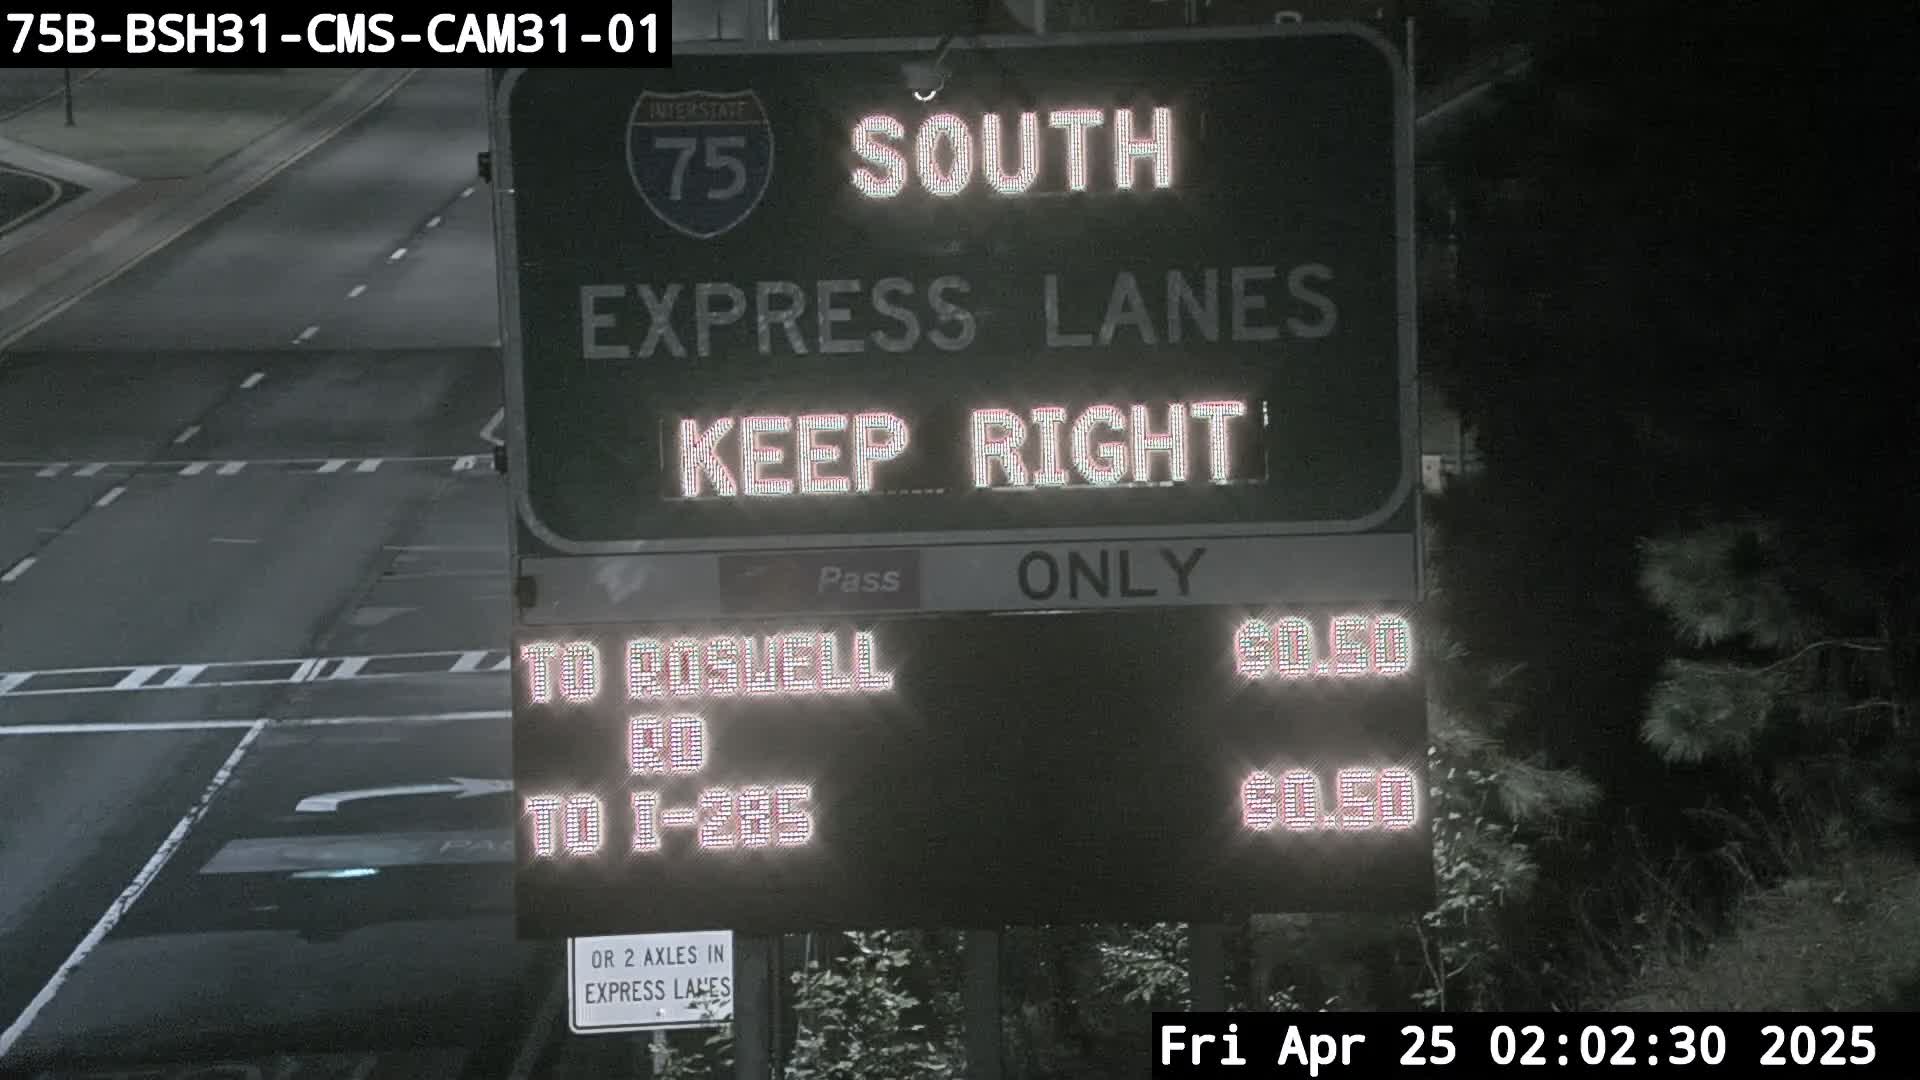 75B-BSH31-CMS-CAM31-01
INTERSTATE
75
SOUTH
EXPRESS LANES
KEEP RIGHT
Pass ONLY
TO ROSWELL $0.50
RD
TO I-285 $0.50
OR 2 AXLES IN
EXPRESS LANES
Fri Apr 25 02:02:30 2025